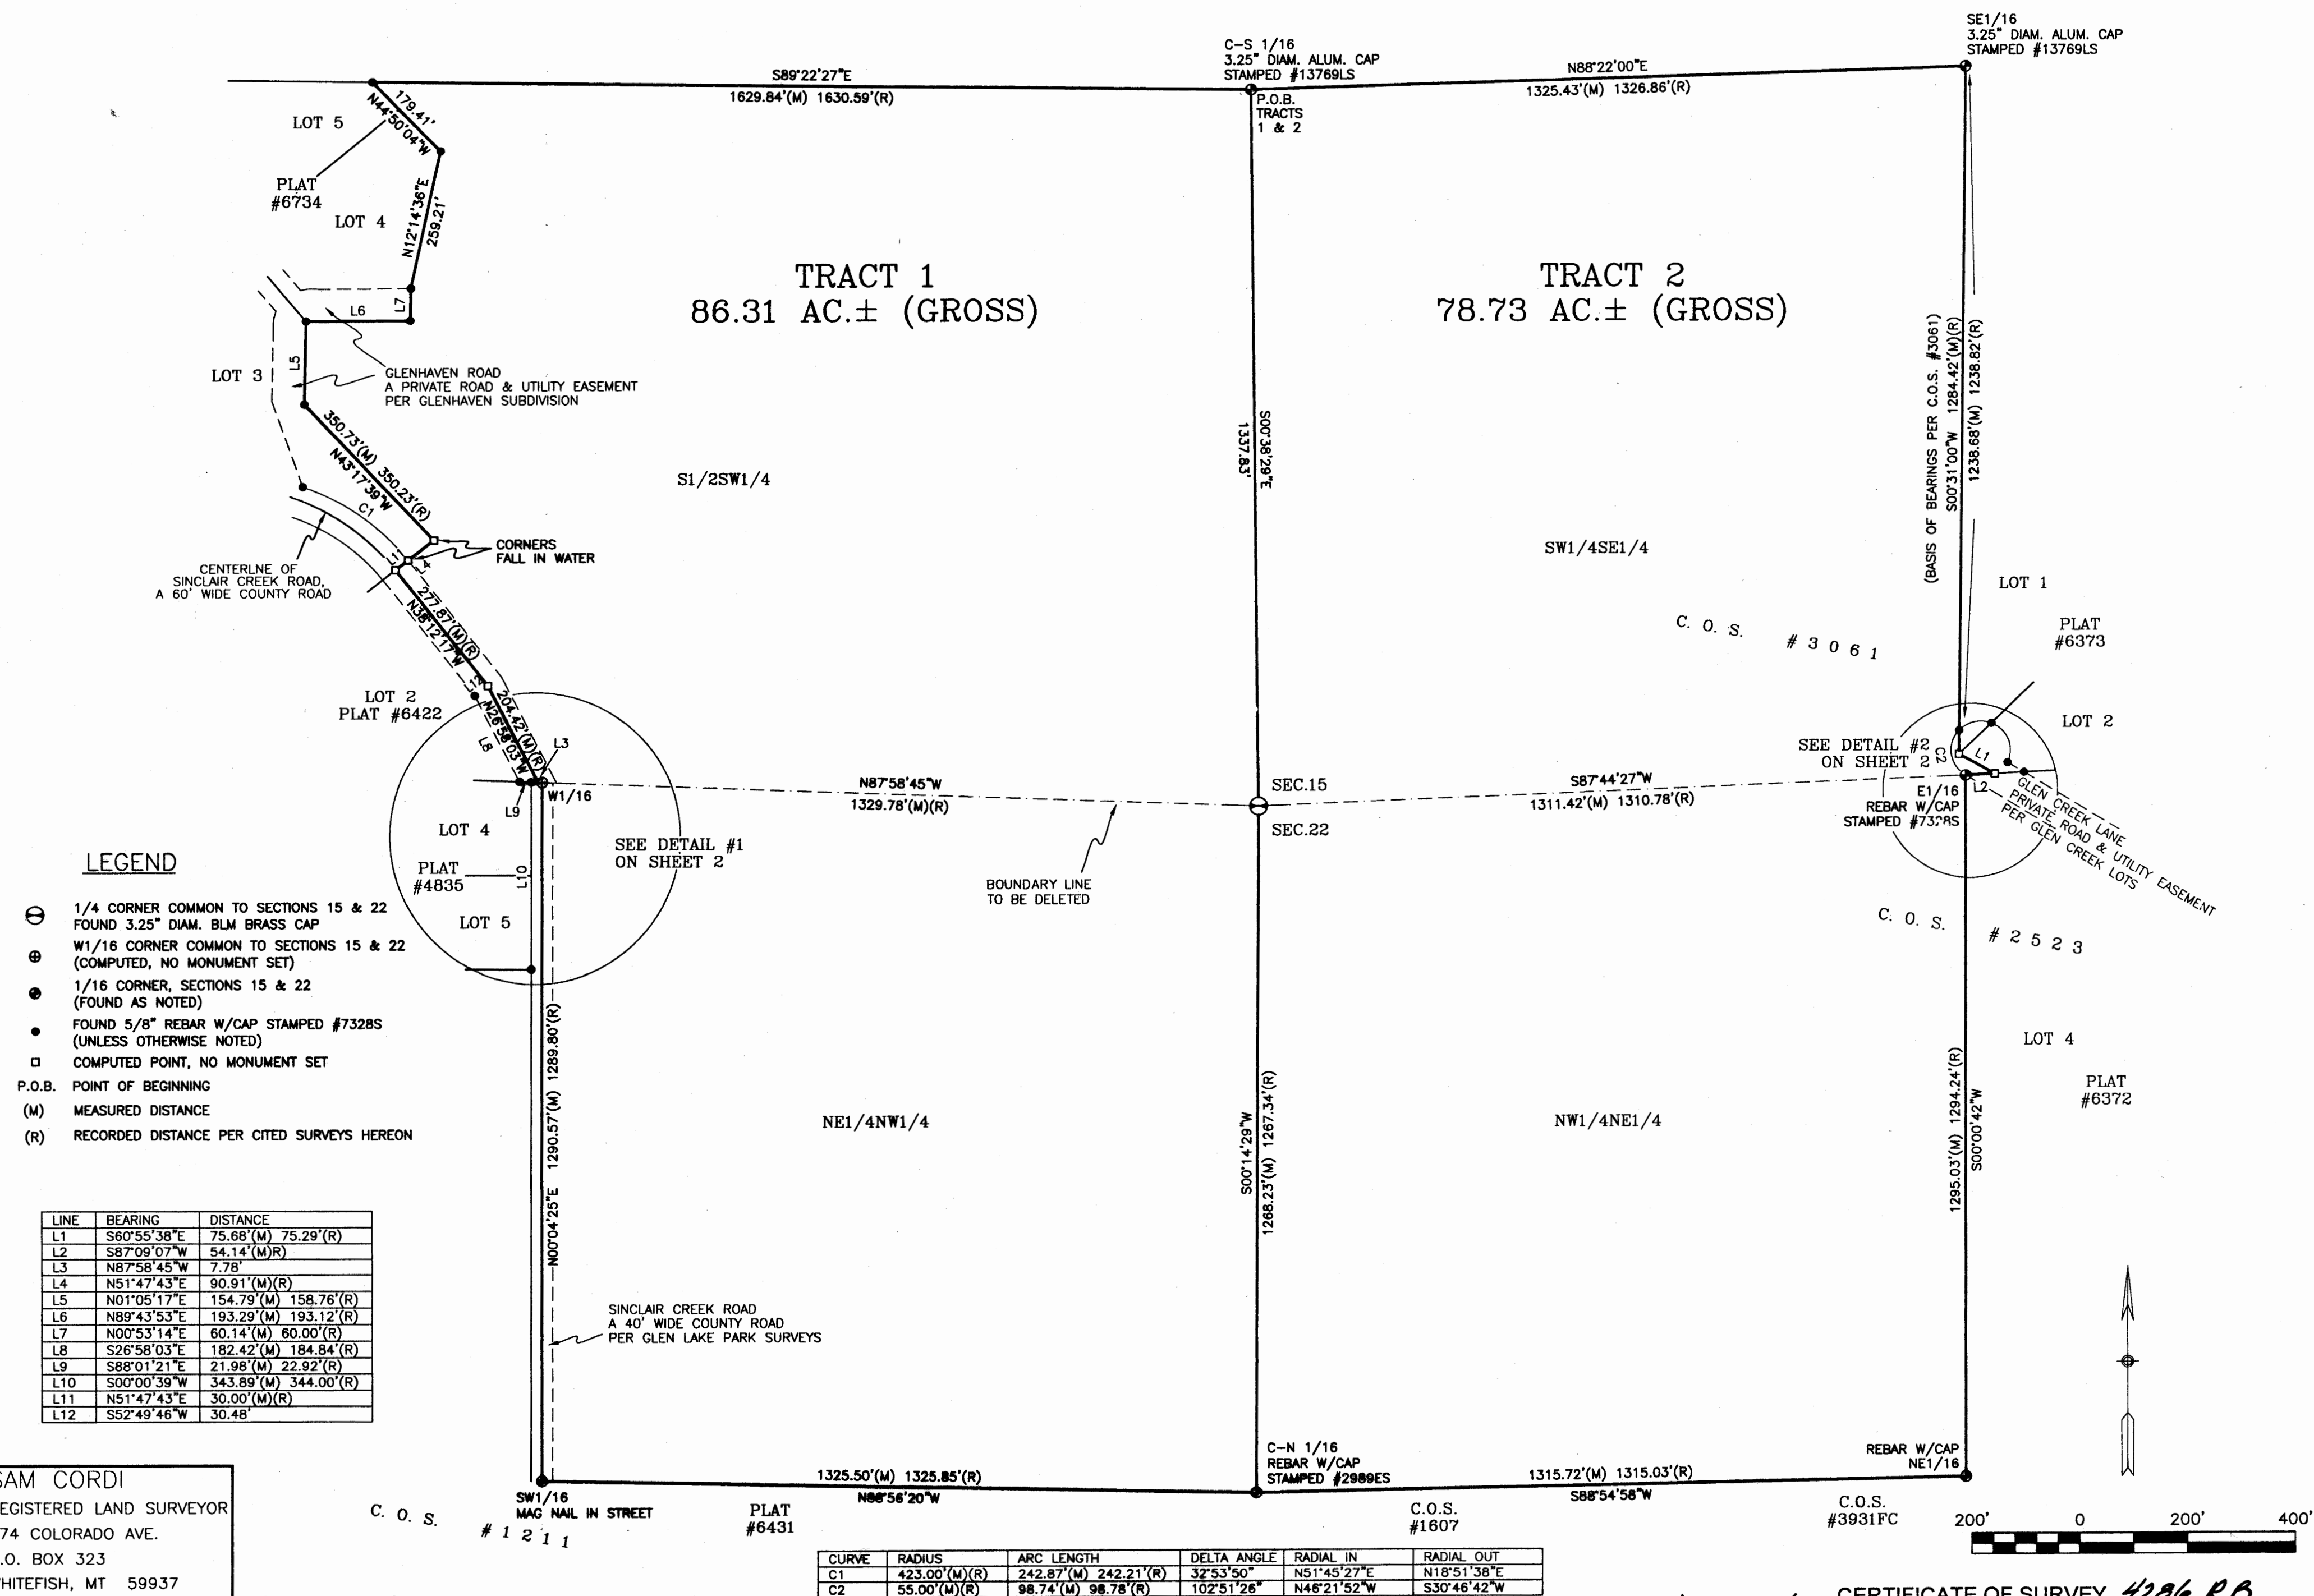 SE1/16
3.25" DIAM. ALUM. CAP
STAMPED #13769LS
C-S 1/16
3.25" DIAM. ALUM. CAP
STAMPED #13769LS
S89°22'27"E
1629.84'(M) 1630.59'(R)
N88°22'00"E
1325.43'(M) 1326.86'(R)
P.O.B.
TRACTS
1 & 2
179.41'
N44°50'04"W
LOT 5
PLAT
#6734
LOT 4
N12°14'36"E
259.21'
TRACT 1
86.31 AC.± (GROSS)
TRACT 2
78.73 AC.± (GROSS)
L7
L6
L5
LOT 3
GLENHAVEN ROAD
A PRIVATE ROAD & UTILITY EASEMENT
PER GLENHAVEN SUBDIVISION
350.73'(M) 350.23'(R)
N43°17'39"W
C1
S1/2SW1/4
S00°38'29"E
1337.83'
(BASIS OF BEARINGS PER C.O.S. #3061)
S00°31'00"W 1284.42'(M)(R)
1238.68'(M) 1238.82'(R)
CORNERS
FALL IN WATER
L4
CENTERLNE OF
SINCLAIR CREEK ROAD,
A 60' WIDE COUNTY ROAD
SW1/4SE1/4
LOT 1
277.87'(M)(R)
N38°12'17"W
C. O. S. #3061
PLAT
#6373
LOT 2
PLAT #6422
L12
204.42'(M)(R)
N26°58'03"W
L8
L3
LOT 2
SEE DETAIL #2
ON SHEET 2
C2
L1
L2
W1/16
N87°58'45"W
1329.78'(M)(R)
SEC.15
SEC.22
S87°44'27"W
1311.42'(M) 1310.78'(R)
E1/16
REBAR W/CAP
STAMPED #7328S
GLEN CREEK LANE
PRIVATE ROAD & UTILITY EASEMENT
PER GLEN CREEK LOTS
L9
LOT 4
SEE DETAIL #1
ON SHEET 2
PLAT
#4835
L10
LOT 5
BOUNDARY LINE
TO BE DELETED
C. O. S. #2523
LEGEND
1/4 CORNER COMMON TO SECTIONS 15 & 22
FOUND 3.25" DIAM. BLM BRASS CAP
W1/16 CORNER COMMON TO SECTIONS 15 & 22
(COMPUTED, NO MONUMENT SET)
1/16 CORNER, SECTIONS 15 & 22
(FOUND AS NOTED)
FOUND 5/8" REBAR W/CAP STAMPED #7328S
(UNLESS OTHERWISE NOTED)
COMPUTED POINT, NO MONUMENT SET
P.O.B. POINT OF BEGINNING
(M) MEASURED DISTANCE
(R) RECORDED DISTANCE PER CITED SURVEYS HEREON
N00°04'25"E 1290.57'(M) 1289.80'(R)
NE1/4NW1/4
S00°14'29"W
1268.23'(M) 1267.34'(R)
NW1/4NE1/4
1295.03'(M) 1294.24'(R)
S00°00'42"W
LOT 4
PLAT
#6372
LINE BEARING DISTANCE
L1 S60°55'38"E 75.68'(M) 75.29'(R)
L2 S87°09'07"W 54.14'(M)R)
L3 N87°58'45"W 7.78'
L4 N51°47'43"E 90.91'(M)(R)
L5 N01°05'17"E 154.79'(M) 158.76'(R)
L6 N89°43'53"E 193.29'(M) 193.12'(R)
L7 N00°53'14"E 60.14'(M) 60.00'(R)
L8 S26°58'03"E 182.42'(M) 184.84'(R)
L9 S88°01'21"E 21.98'(M) 22.92'(R)
L10 S00°00'39"W 343.89'(M) 344.00'(R)
L11 N51°47'43"E 30.00'(M)(R)
L12 S52°49'46"W 30.48'
SINCLAIR CREEK ROAD
A 40' WIDE COUNTY ROAD
PER GLEN LAKE PARK SURVEYS
SW1/16
MAG NAIL IN STREET
1325.50'(M) 1325.85'(R)
N88°56'20"W
PLAT
#6431
C-N 1/16
REBAR W/CAP
STAMPED #2989ES
1315.72'(M) 1315.03'(R)
S88°54'58"W
C.O.S.
#1607
REBAR W/CAP
NE1/16
C.O.S.
#3931FC
C. O. S. #1211
200' 0 200' 400'
SAM CORDI
REGISTERED LAND SURVEYOR
74 COLORADO AVE.
.O. BOX 323
HITEFISH, MT 59937
CURVE RADIUS ARC LENGTH DELTA ANGLE RADIAL IN RADIAL OUT
C1 423.00'(M)(R) 242.87'(M) 242.21'(R) 32°53'50" N51°45'27"E N18°51'38"E
C2 55.00'(M)(R) 98.74'(M) 98.78'(R) 102°51'26" N46°21'52"W S30°46'42"W
CERTIFICATE OF SURVEY 4286 RB